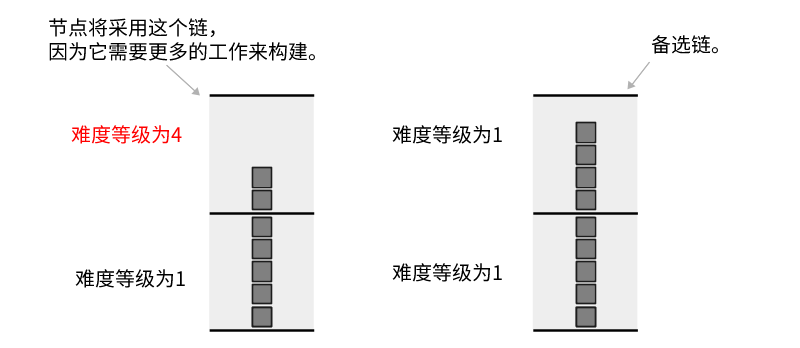 节点将采用这个链，
因为它需要更多的工作来构建。
备选链。
难度等级为4
难度等级为1
难度等级为1
难度等级为1